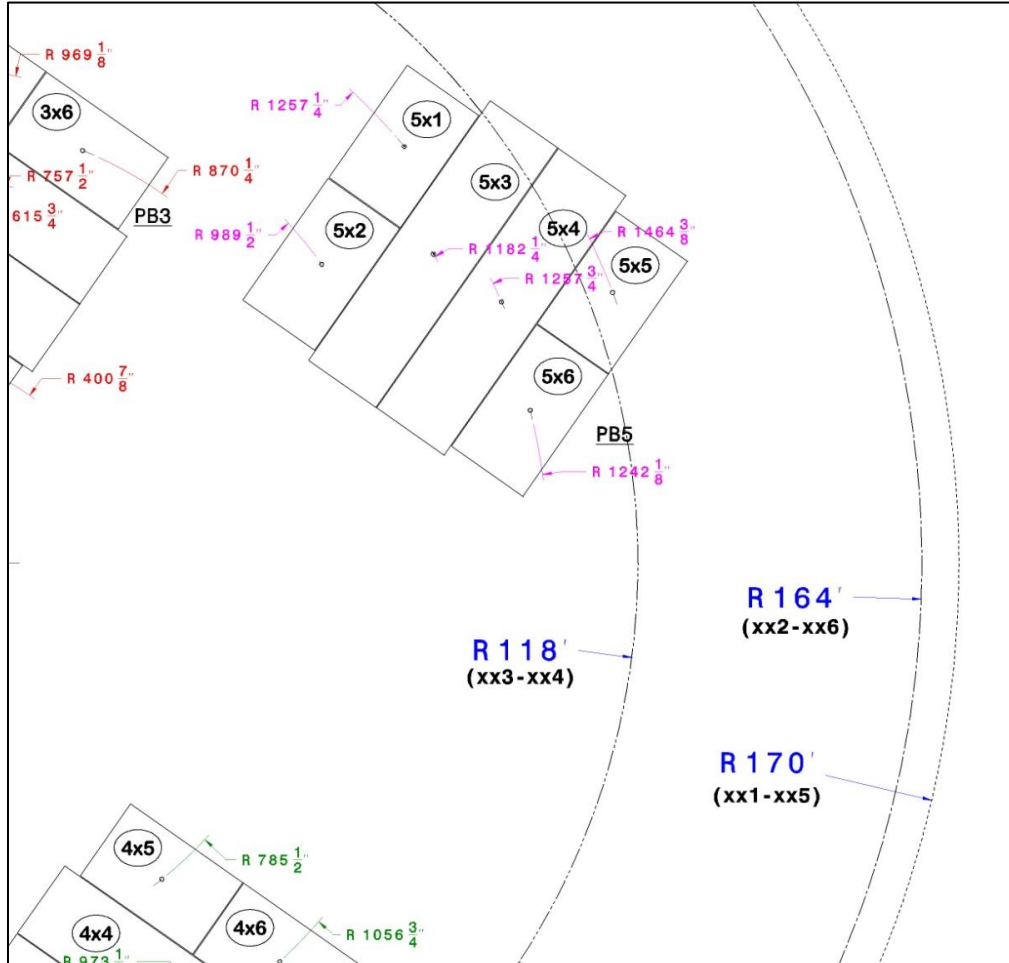 R 969 1/8"
3x6
R 1257 1/4"
5x1
R 757 1/2"
R 870 1/4"
5x3
615 3/4"
PB3
5x2
R 989 1/2"
5x4
R 1464 3/8"
R 1182 1/4"
5x5
R 1257 3/4"
R 400 7/8"
5x6
PB5
R 1242 1/8"
R 164'
(xx2-xx6)
R 118'
(xx3-xx4)
R 170'
(xx1-xx5)
4x5
R 785 1/2"
4x4
4x6
R 1056 3/4"